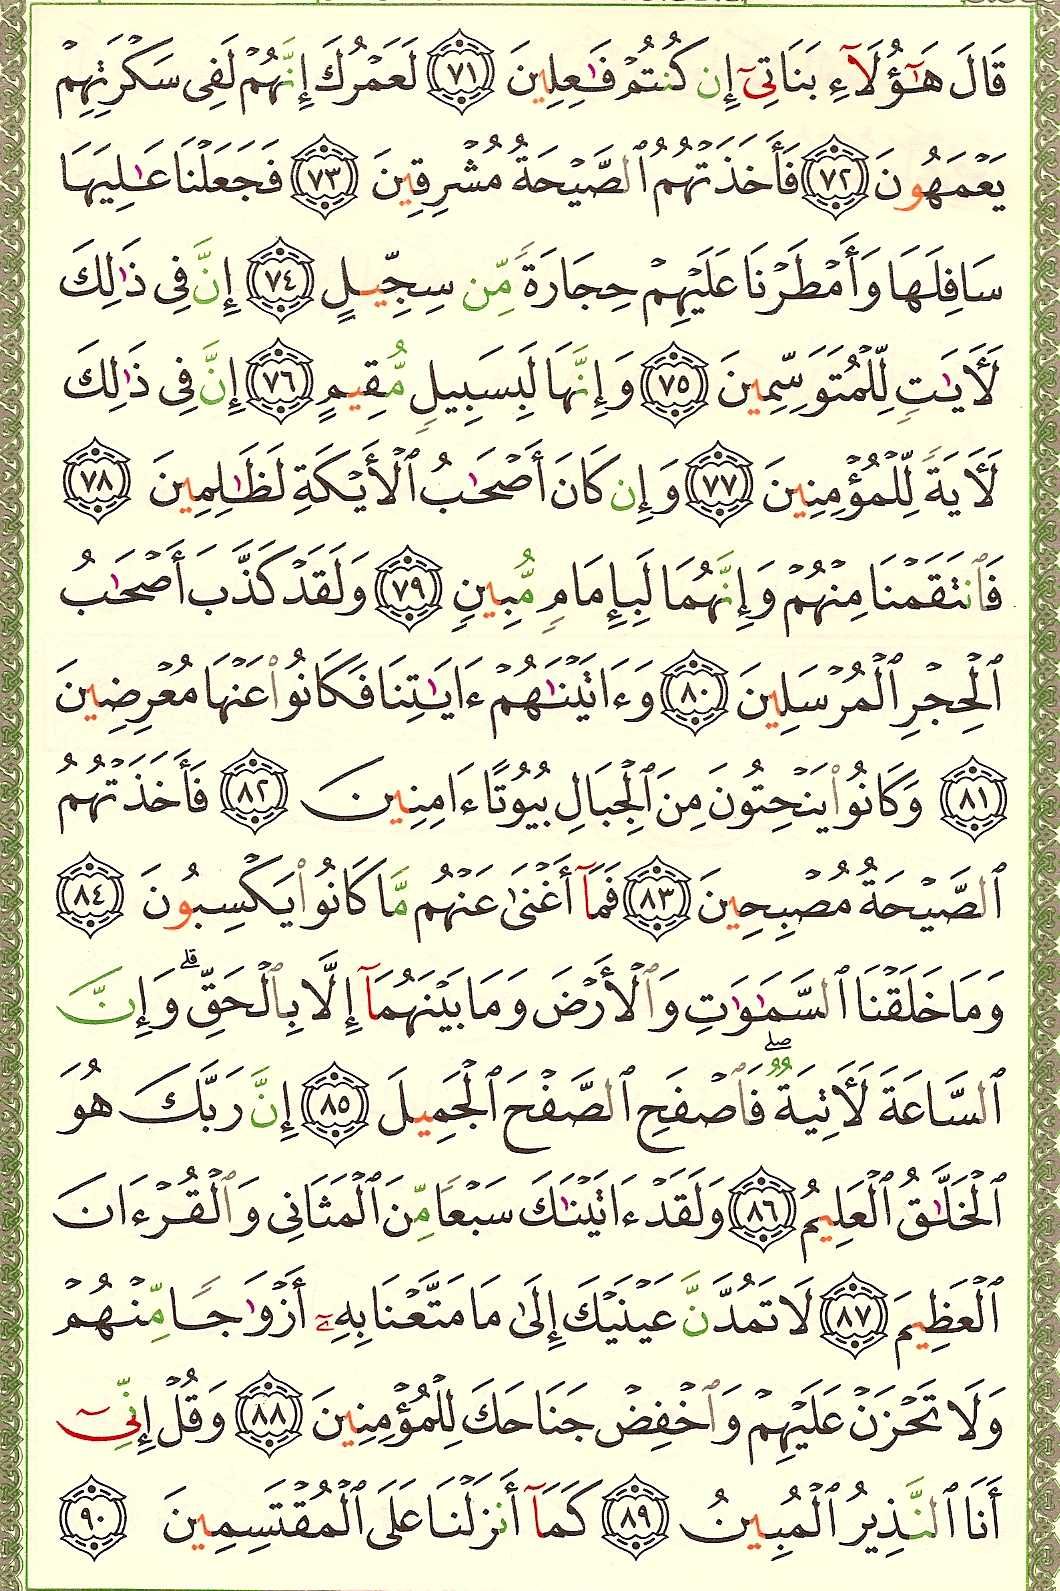 قَالَ هَٰٓؤُلَآءِ بَنَاتِىٓ إِن كُنتُمْ فَٰعِلِينَ ٧١ لَعَمْرُكَ إِنَّهُمْ لَفِى سَكْرَتِهِمْ
يَعْمَهُونَ ٧٢ فَأَخَذَتْهُمُ ٱلصَّيْحَةُ مُشْرِقِينَ ٧٣ فَجَعَلْنَا عَٰلِيَهَا
سَافِلَهَا وَأَمْطَرْنَا عَلَيْهِمْ حِجَارَةً مِّن سِجِّيلٍ ٧٤ إِنَّ فِى ذَٰلِكَ
لَءَايَٰتٍ لِّلْمُتَوَسِّمِينَ ٧٥ وَإِنَّهَا لَبِسَبِيلٍ مُّقِيمٍ ٧٦ إِنَّ فِى ذَٰلِكَ
لَءَايَةً لِّلْمُؤْمِنِينَ ٧٧ وَإِن كَانَ أَصْحَٰبُ ٱلْأَيْكَةِ لَظَٰلِمِينَ ٧٨
فَٱنتَقَمْنَا مِنْهُمْ وَإِنَّهُمَا لَبِإِمَامٍ مُّبِينٍ ٧٩ وَلَقَدْ كَذَّبَ أَصْحَٰبُ
ٱلْحِجْرِ ٱلْمُرْسَلِينَ ٨٠ وَءَاتَيْنَٰهُمْ ءَايَٰتِنَا فَكَانُوا۟ عَنْهَا مُعْرِضِينَ
٨١ وَكَانُوا۟ يَنْحِتُونَ مِنَ ٱلْجِبَالِ بُيُوتًا ءَامِنِينَ ٨٢ فَأَخَذَتْهُمُ
ٱلصَّيْحَةُ مُصْبِحِينَ ٨٣ فَمَآ أَغْنَىٰ عَنْهُم مَّا كَانُوا۟ يَكْسِبُونَ ٨٤
وَمَا خَلَقْنَا ٱلسَّمَٰوَٰتِ وَٱلْأَرْضَ وَمَا بَيْنَهُمَآ إِلَّا بِٱلْحَقِّ ۗ وَإِنَّ
ٱلسَّاعَةَ لَءَاتِيَةٌ ۖ فَٱصْفَحِ ٱلصَّفْحَ ٱلْجَمِيلَ ٨٥ إِنَّ رَبَّكَ هُوَ
ٱلْخَلَّٰقُ ٱلْعَلِيمُ ٨٦ وَلَقَدْ ءَاتَيْنَٰكَ سَبْعًا مِّنَ ٱلْمَثَانِى وَٱلْقُرْءَانَ
ٱلْعَظِيمَ ٨٧ لَا تَمُدَّنَّ عَيْنَيْكَ إِلَىٰ مَا مَتَّعْنَا بِهِۦٓ أَزْوَٰجًا مِّنْهُمْ
وَلَا تَحْزَنْ عَلَيْهِمْ وَٱخْفِضْ جَنَاحَكَ لِلْمُؤْمِنِينَ ٨٨ وَقُلْ إِنِّىٓ
أَنَا ٱلنَّذِيرُ ٱلْمُبِينُ ٨٩ كَمَآ أَنزَلْنَا عَلَى ٱلْمُقْتَسِمِينَ ٩٠